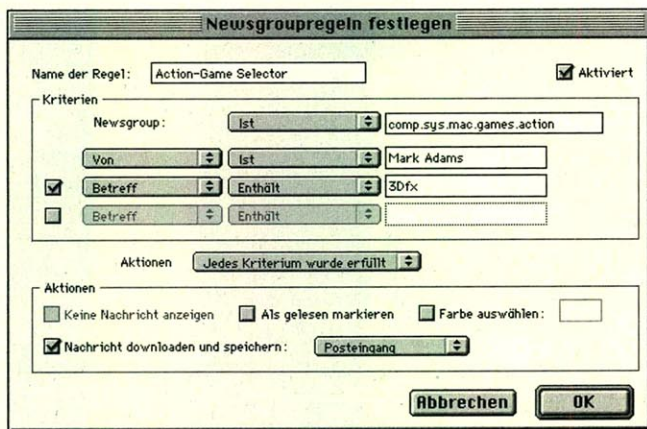 Newsgroupregeln festlegen
Name der Regel: Action-Game Selector Aktiviert
Kriterien
Newsgroup: Ist comp.sys.mac.games.action
Von Ist Mark Adams
Betreff Enthält 3Dfx
Betreff Enthält
Aktionen Jedes Kriterium wurde erfüllt
Aktionen
Keine Nachricht anzeigen Als gelesen markieren Farbe auswählen:
Nachricht downloaden und speichern: Posteingang
Abbrechen OK